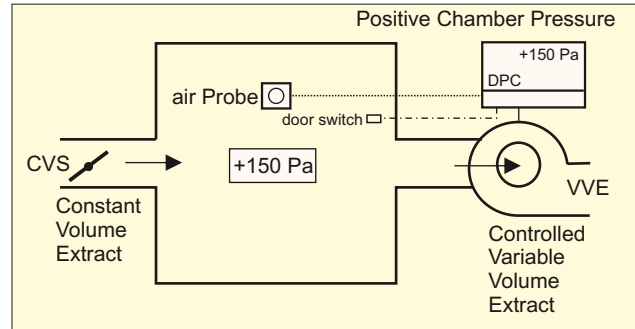 Positive Chamber Pressure
+150 Pa
DPC
air Probe
door switch
CVS
+150 Pa
VVE
Constant
Volume
Extract
Controlled
Variable
Volume
Extract